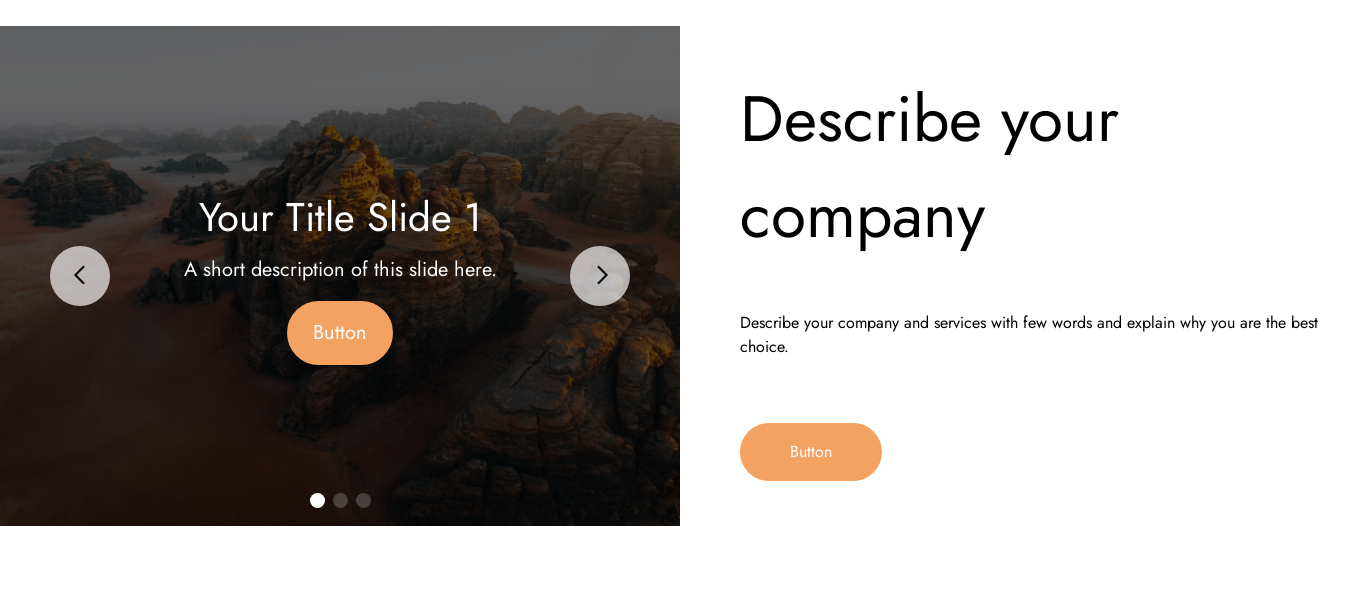 Your Title Slide 1
A short description of this slide here.
Button
Describe your
company
Describe your company and services with few words and explain why you are the best
choice.
Button